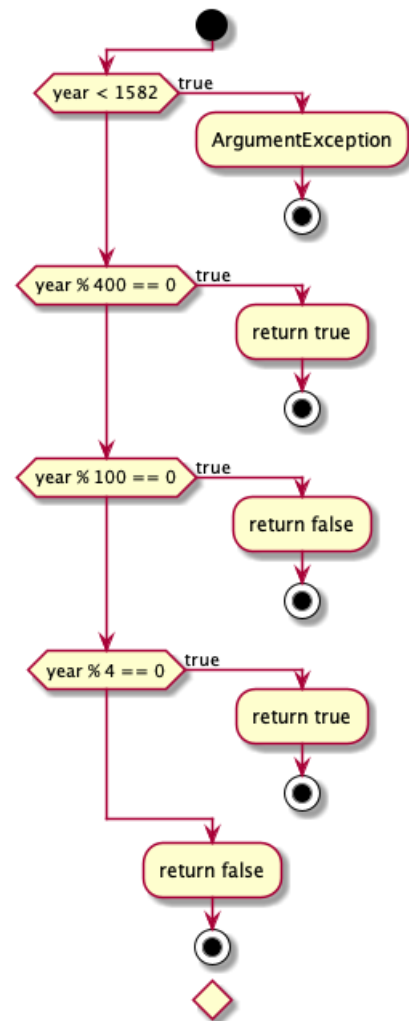 year < 1582
true
ArgumentException
year % 400 == 0
true
return true
year % 100 == 0
true
return false
year % 4 == 0
true
return true
return false